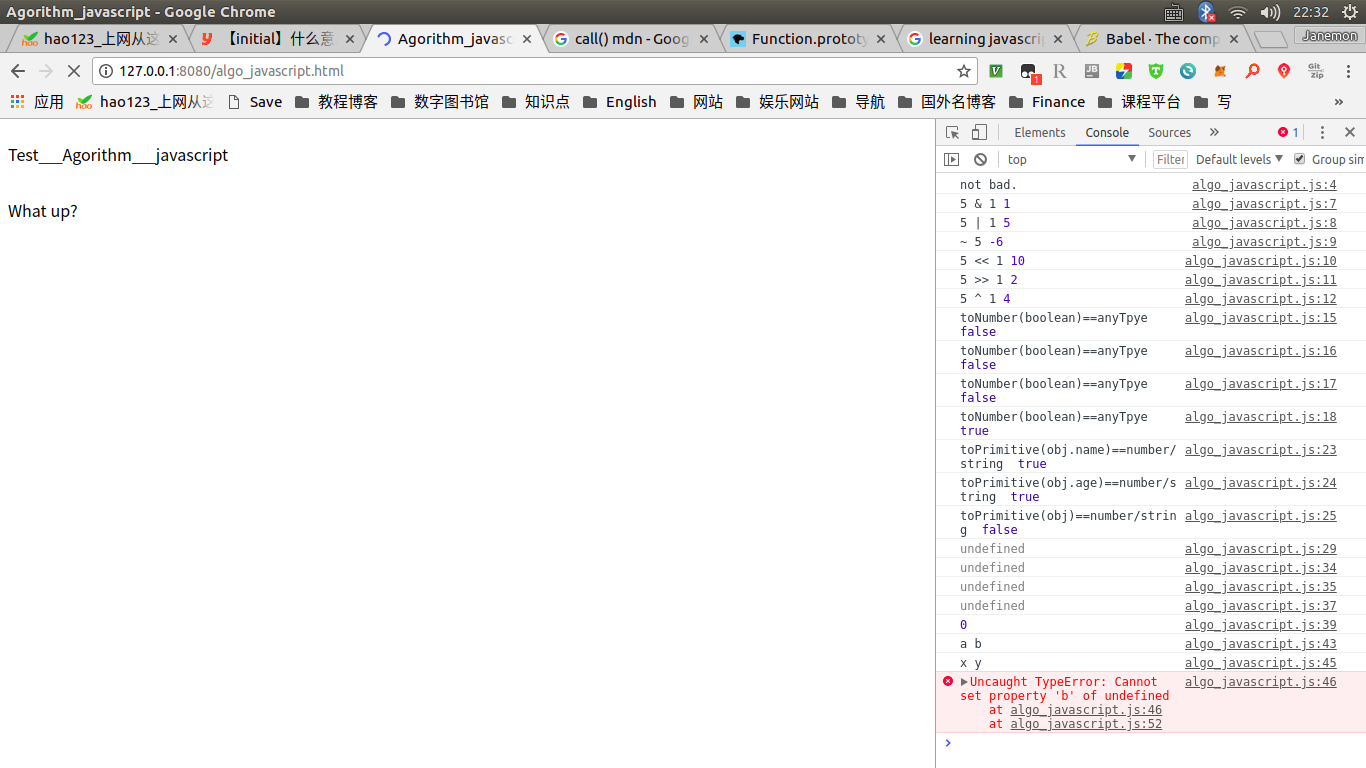 Agorithm_javascript - Google Chrome
22:32
hao123_上网从这
【initial】什么意
Agorithm_javasc
call() mdn - Goog
Function.prototy
learning javascri
Babel · The comp
Janemon
127.0.0.1:8080/algo_javascript.html
应用
hao123_上网从这
Save
教程博客
数字图书馆
知识点
English
网站
娱乐网站
导航
国外名博客
Finance
课程平台
写
»
Test___Agorithm___javascript
What up?
Elements Console Sources » 1
top Filter Default levels Group sim
not bad. algo_javascript.js:4
5 & 1 1 algo_javascript.js:7
5 | 1 5 algo_javascript.js:8
~ 5 -6 algo_javascript.js:9
5 << 1 10 algo_javascript.js:10
5 >> 1 2 algo_javascript.js:11
5 ^ 1 4 algo_javascript.js:12
toNumber(boolean)==anyTpye algo_javascript.js:15
false
toNumber(boolean)==anyTpye algo_javascript.js:16
false
toNumber(boolean)==anyTpye algo_javascript.js:17
false
toNumber(boolean)==anyTpye algo_javascript.js:18
true
toPrimitive(obj.name)==number/ algo_javascript.js:23
string true
toPrimitive(obj.age)==number/s algo_javascript.js:24
tring true
toPrimitive(obj)==number/strin algo_javascript.js:25
g false
undefined algo_javascript.js:29
undefined algo_javascript.js:34
undefined algo_javascript.js:35
undefined algo_javascript.js:37
0 algo_javascript.js:39
a b algo_javascript.js:43
x y algo_javascript.js:45
Uncaught TypeError: Cannot algo_javascript.js:46
set property 'b' of undefined
at algo_javascript.js:46
at algo_javascript.js:52